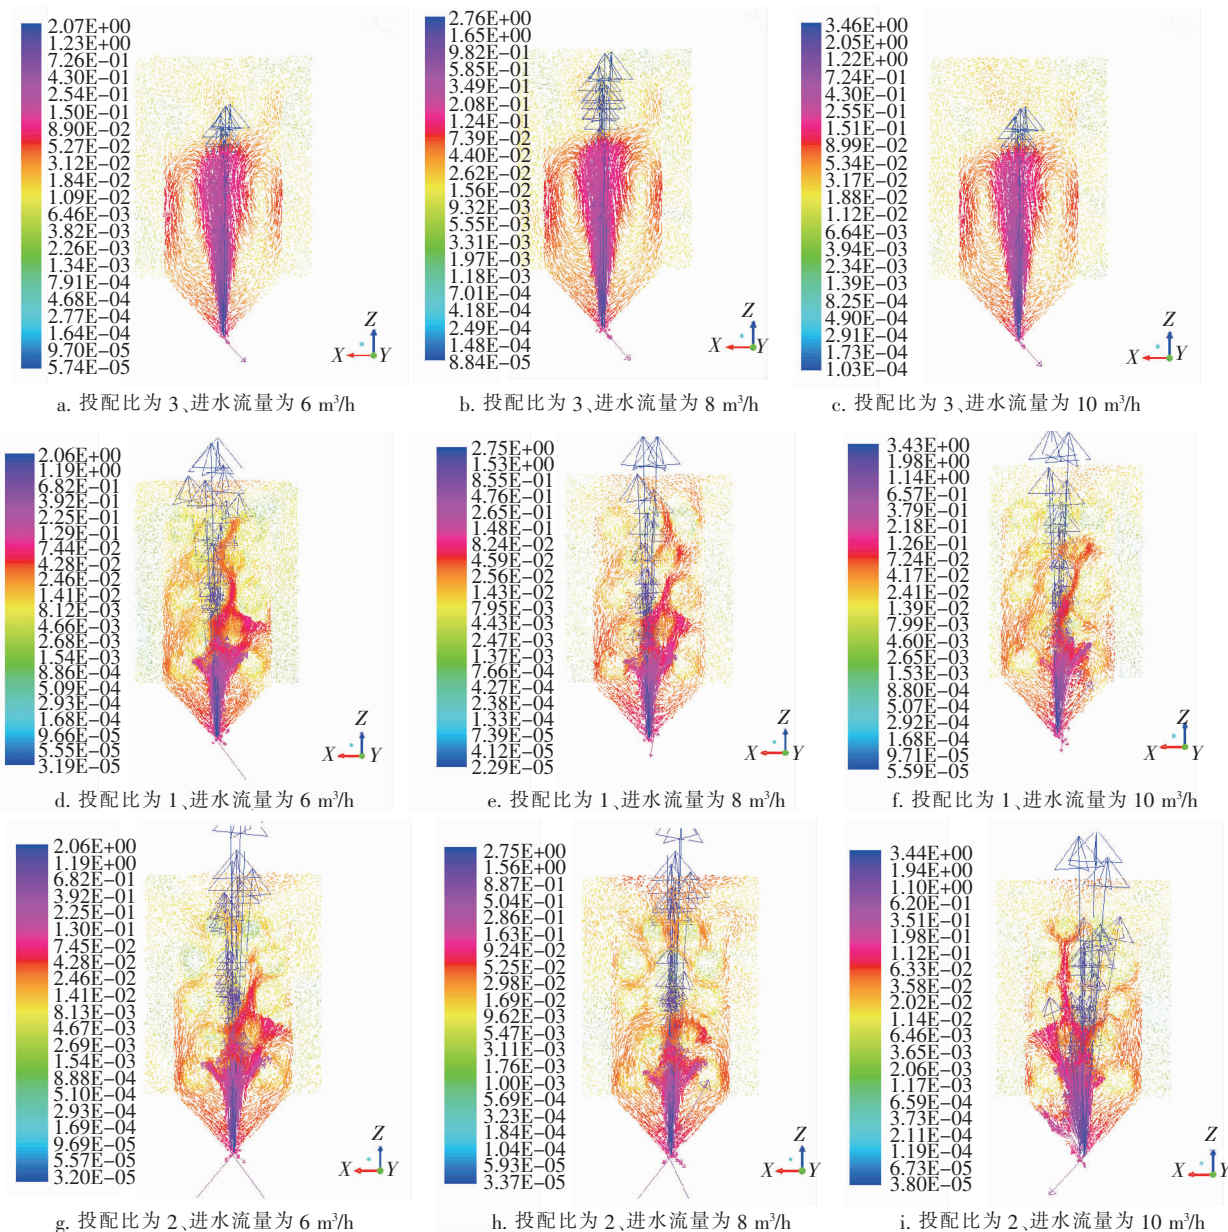 2.07E+00
1.23E+00
7.26E-01
4.30E-01
2.54E-01
1.50E-01
8.90E-02
5.27E-02
3.12E-02
1.84E-02
1.09E-02
6.46E-03
3.82E-03
2.26E-03
1.34E-03
7.91E-04
4.68E-04
2.77E-04
1.64E-04
9.70E-05
5.74E-05
Z
X Y
a. 投配比为 3、进水流量为 6 m³/h
2.76E+00
1.65E+00
9.82E-01
5.85E-01
3.49E-01
2.08E-01
1.24E-01
7.39E-02
4.40E-02
2.62E-02
1.56E-02
9.32E-03
5.55E-03
3.31E-03
1.97E-03
1.18E-03
7.01E-04
4.18E-04
2.49E-04
1.48E-04
8.84E-05
Z
X Y
b. 投配比为 3、进水流量为 8 m³/h
3.46E+00
2.05E+00
1.22E+00
7.24E-01
4.30E-01
2.55E-01
1.51E-01
8.99E-02
5.34E-02
3.17E-02
1.88E-02
1.12E-02
6.64E-03
3.94E-03
2.34E-03
1.39E-03
8.25E-04
4.90E-04
2.91E-04
1.73E-04
1.03E-04
Z
X Y
c. 投配比为 3、进水流量为 10 m³/h
2.06E+00
1.19E+00
6.82E-01
3.92E-01
2.25E-01
1.29E-01
7.44E-02
4.28E-02
2.46E-02
1.41E-02
8.12E-03
4.66E-03
2.68E-03
1.54E-03
8.86E-04
5.09E-04
2.93E-04
1.68E-04
9.66E-05
5.55E-05
3.19E-05
Z
X Y
d. 投配比为 1、进水流量为 6 m³/h
2.75E+00
1.53E+00
8.55E-01
4.76E-01
2.65E-01
1.48E-01
8.24E-02
4.59E-02
2.56E-02
1.43E-02
7.95E-03
4.43E-03
2.47E-03
1.37E-03
7.66E-04
4.27E-04
2.38E-04
1.33E-04
7.39E-05
4.12E-05
2.29E-05
Z
X Y
e. 投配比为 1、进水流量为 8 m³/h
3.43E+00
1.98E+00
1.14E+00
6.57E-01
3.79E-01
2.18E-01
1.26E-01
7.24E-02
4.17E-02
2.41E-02
1.39E-02
7.99E-03
4.60E-03
2.65E-03
1.53E-03
8.80E-04
5.07E-04
2.92E-04
1.68E-04
9.71E-05
5.59E-05
Z
X Y
f. 投配比为 1、进水流量为 10 m³/h
2.06E+00
1.19E+00
6.82E-01
3.92E-01
2.25E-01
1.30E-01
7.45E-02
4.28E-02
2.46E-02
1.41E-02
8.13E-03
4.67E-03
2.69E-03
1.54E-03
8.88E-04
5.10E-04
2.93E-04
1.69E-04
9.69E-05
5.57E-05
3.20E-05
Z
X Y
g. 投配比为 2、进水流量为 6 m³/h
2.75E+00
1.56E+00
8.87E-01
5.04E-01
2.86E-01
1.63E-01
9.24E-02
5.25E-02
2.98E-02
1.69E-02
9.62E-03
5.47E-03
3.11E-03
1.76E-03
1.00E-03
5.69E-04
3.23E-04
1.84E-04
1.04E-04
5.93E-05
3.37E-05
Z
X Y
h. 投配比为 2、进水流量为 8 m³/h
3.44E+00
1.94E+00
1.10E+00
6.20E-01
3.51E-01
1.98E-01
1.12E-01
6.33E-02
3.58E-02
2.02E-02
1.14E-02
6.46E-03
3.65E-03
2.06E-03
1.17E-03
6.59E-04
3.72E-04
2.11E-04
1.19E-04
6.73E-05
3.80E-05
Z
X Y
i. 投配比为 2、进水流量为 10 m³/h